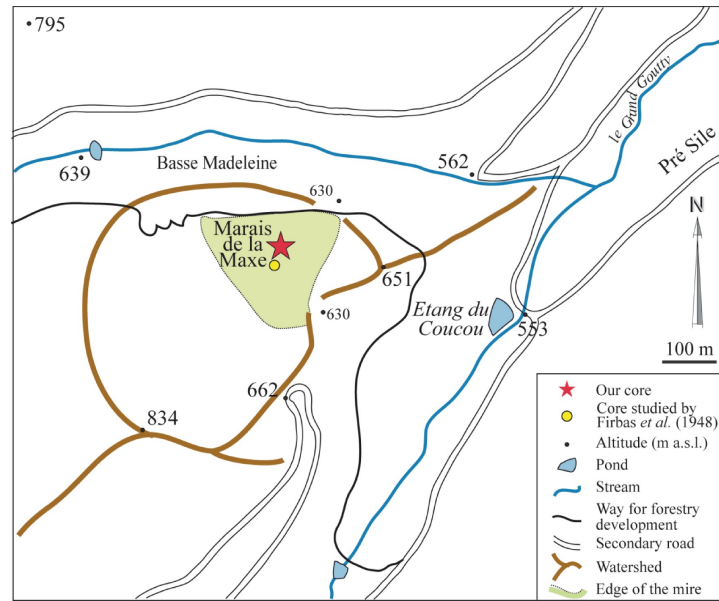 795
le Grand Goutty
Pré Sile
639
Basse Madeleine
562
630
N
Marais
de la
Maxe
651
Etang du
Coucou
630
553
100 m
662
834
Our core
Core studied by
Firbas et al. (1948)
Altitude (m a.s.l.)
Pond
Stream
Way for forestry
development
Secondary road
Watershed
Edge of the mire